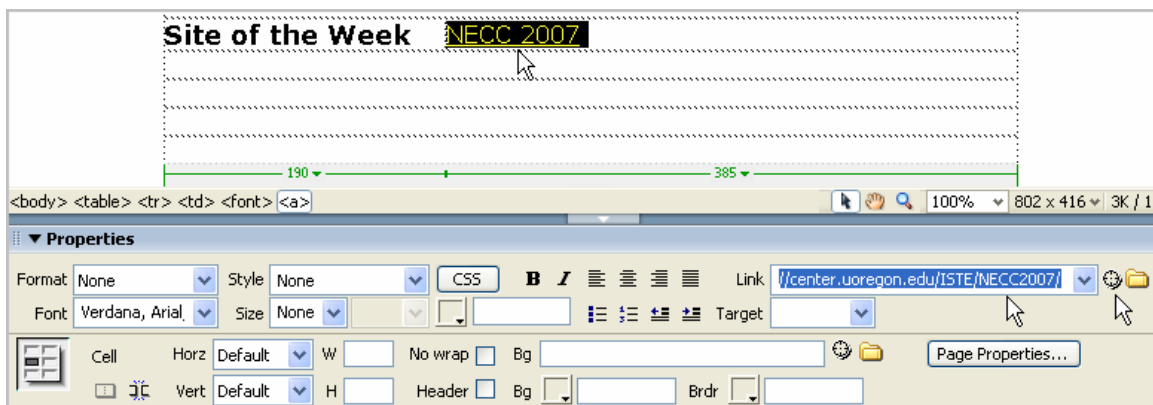 Site of the Week NECC 2007
190 385
<body> <table> <tr> <td> <font> <a> 100% 802 x 416 3K / 1
Properties
Format None Style None CSS B I Link //center.uoregon.edu/ISTE/NECC2007/
Font Verdana, Arial, Size None Target
Cell Horz Default W No wrap Bg Page Properties...
Vert Default H Header Bg Brdr